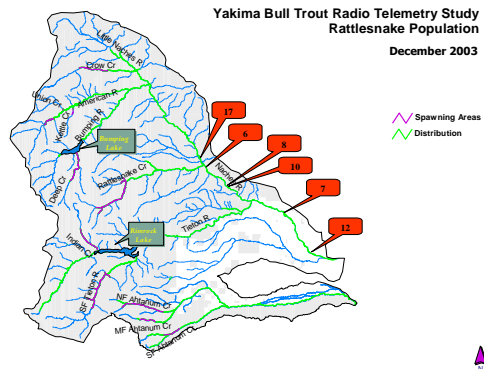 Yakima Bull Trout Radio Telemetry Study
Rattlesnake Population
December 2003
Spawning Areas
Distribution
Little Naches R
Crow Cr
Union Cr
American R
Kettle Cr
Bumping R
Bumping
Lake
Deep Cr
Rattlesnake Cr
Naches R
17
6
8
10
7
12
Tieton R
Rimrock
Lake
Indian Cr
SF Tieton R
NF Ahtanum Cr
MF Ahtanum Cr
SF Ahtanum Cr
N